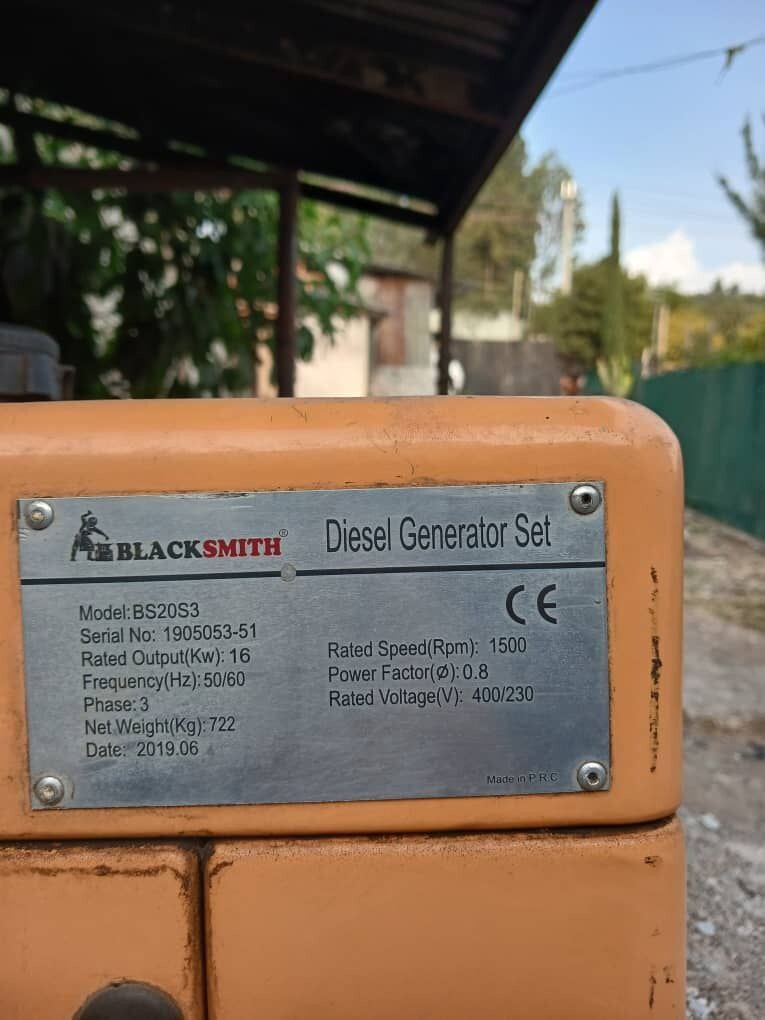 BLACKSMITH®
Diesel Generator Set
CE
Model:BS20S3
Serial No: 1905053-51
Rated Output(Kw): 16
Frequency(Hz): 50/60
Phase: 3
Net Weight(Kg): 722
Date: 2019.06
Rated Speed(Rpm): 1500
Power Factor(Ø): 0.8
Rated Voltage(V): 400/230
Made in P.R.C